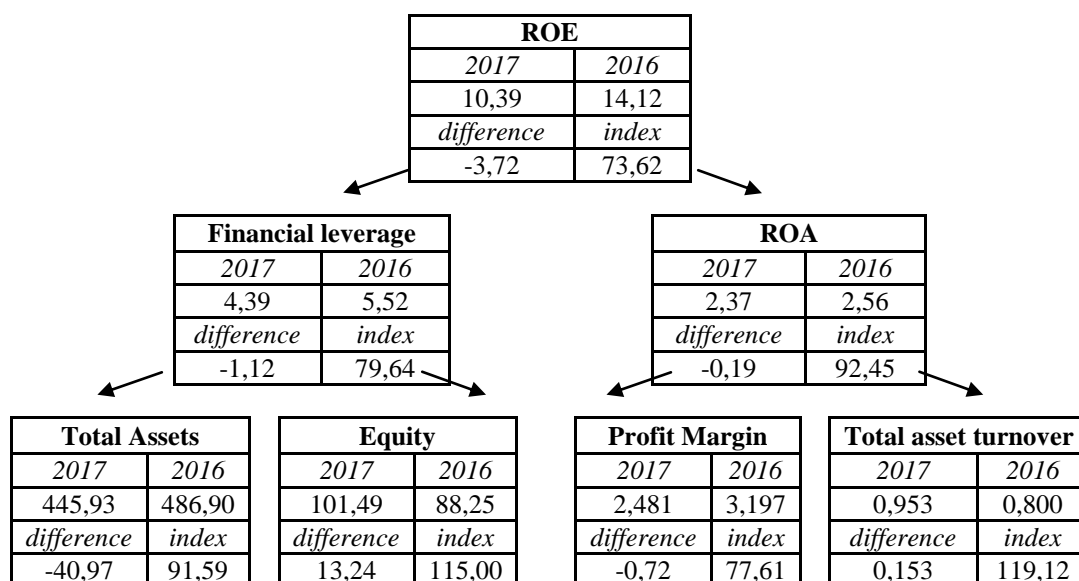 ROE
2017 2016
10,39 14,12
difference index
-3,72 73,62
Financial leverage
2017 2016
4,39 5,52
difference index
-1,12 79,64
ROA
2017 2016
2,37 2,56
difference index
-0,19 92,45
Total Assets
2017 2016
445,93 486,90
difference index
-40,97 91,59
Equity
2017 2016
101,49 88,25
difference index
13,24 115,00
Profit Margin
2017 2016
2,481 3,197
difference index
-0,72 77,61
Total asset turnover
2017 2016
0,953 0,800
difference index
0,153 119,12